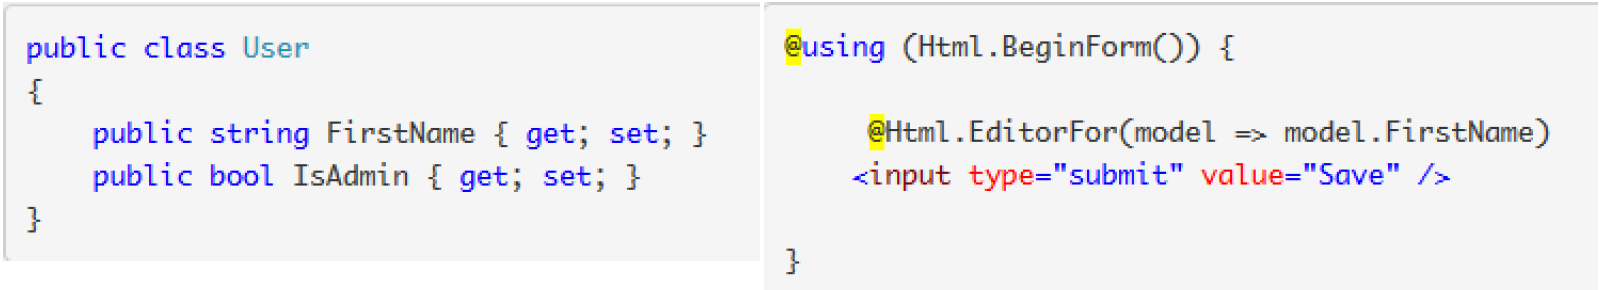 public class User
{
    public string FirstName { get; set; }
    public bool IsAdmin { get; set; }
}
@using (Html.BeginForm()) {
     @Html.EditorFor(model => model.FirstName)
    <input type="submit" value="Save" />
}